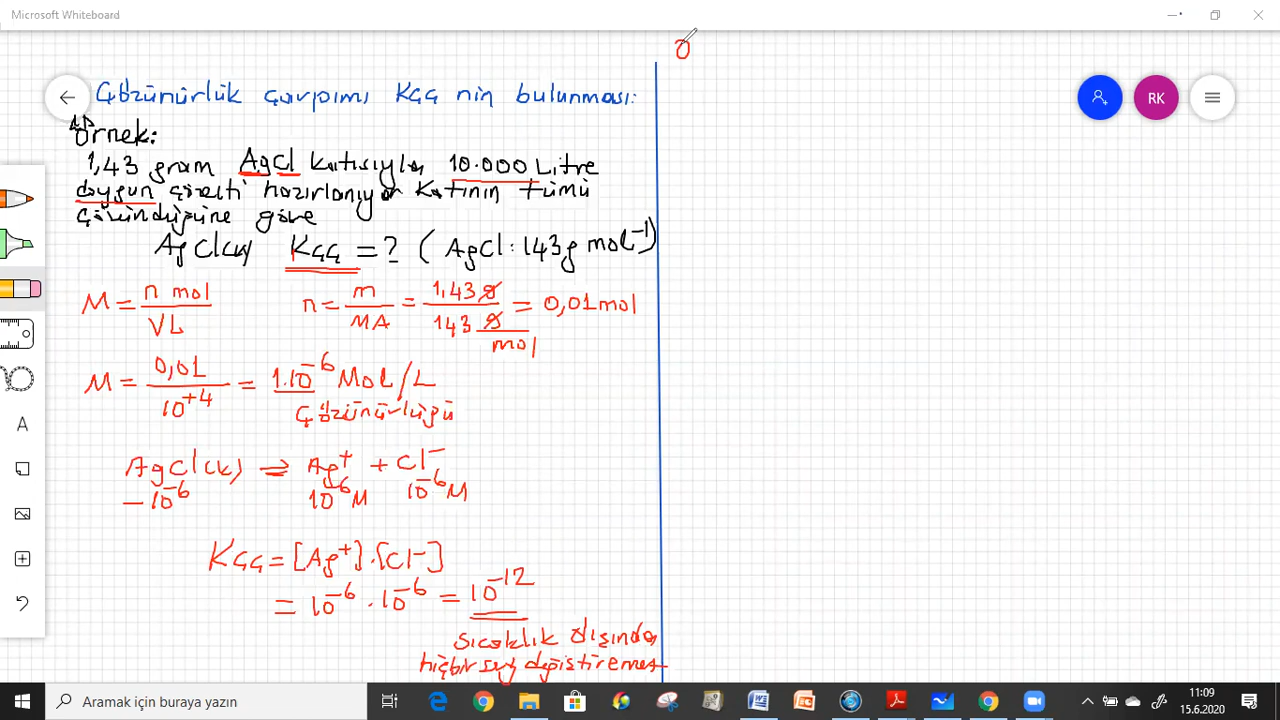 Microsoft Whiteboard
Çözünürlük çarpımı Kçç nin bulunması:
Örnek:
1,43 gram AgCl katısıyla 10.000 Litre
doygun çözelti hazırlanıyor Katının tümü
çözündüğüne göre
AgCl(k) Kçç = ? (AgCl: 143g mol⁻¹)
M = n mol / V L n = m / MA = 1,43 g / 143 g/mol = 0,01 mol
M = 0,01 / 10⁺⁴ = 1.10⁻⁶ Mol/L
Çözünürlüğü
AgCl(k) ⇌ Ag⁺ + Cl⁻
-10⁻⁶ 10⁻⁶M 10⁻⁶M
Kçç = [Ag⁺].[Cl⁻]
= 10⁻⁶ . 10⁻⁶ = 10⁻¹²
Sıcaklık dışında
hiçbir şey değiştiremez
RK
Aramak için buraya yazın
11:09
15.6.2020